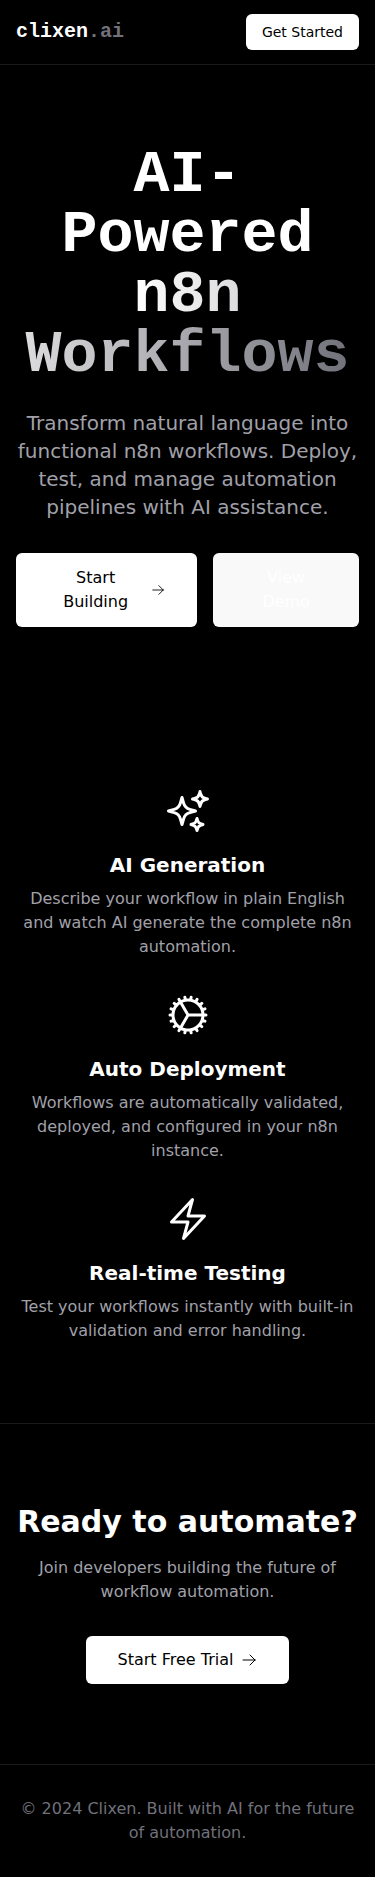 clixen.ai
Get Started
AI-
Powered
n8n
Workflows
Transform natural language into
functional n8n workflows. Deploy,
test, and manage automation
pipelines with AI assistance.
Start
Building
View
Demo
AI Generation
Describe your workflow in plain English
and watch AI generate the complete n8n
automation.
Auto Deployment
Workflows are automatically validated,
deployed, and configured in your n8n
instance.
Real-time Testing
Test your workflows instantly with built-in
validation and error handling.
Ready to automate?
Join developers building the future of
workflow automation.
Start Free Trial
© 2024 Clixen. Built with AI for the future
of automation.